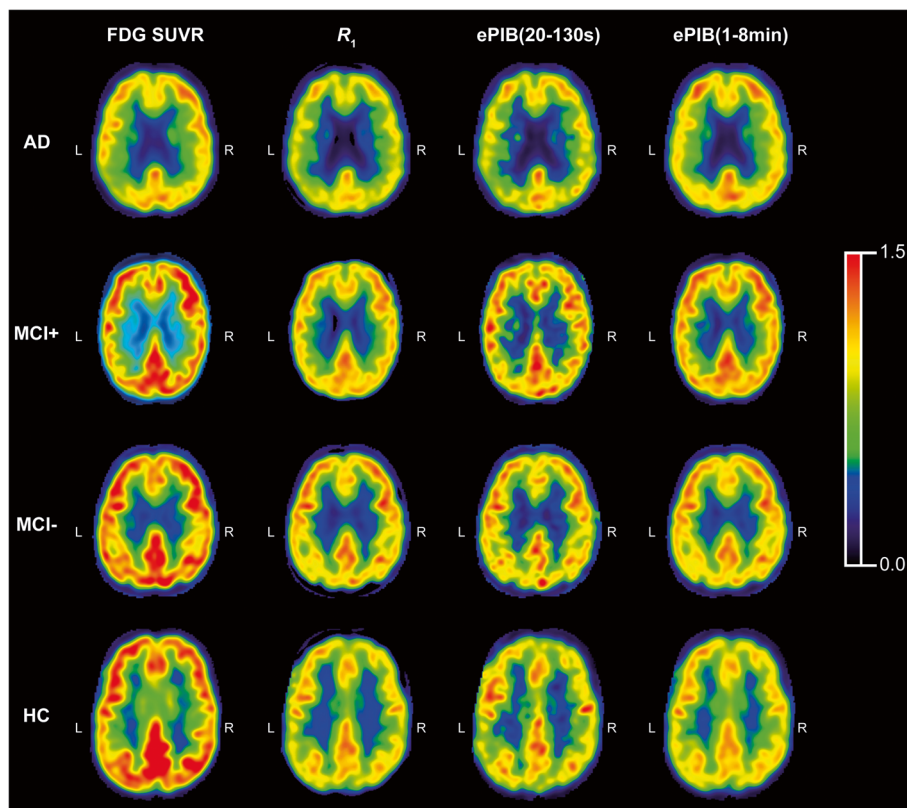 FDG SUVR R₁ ePIB(20-130s) ePIB(1-8min)
AD L R L R L R L R
MCI+ L R L R L R L R
MCI- L R L R L R L R
HC L R L R L R L R
1.5
0.0